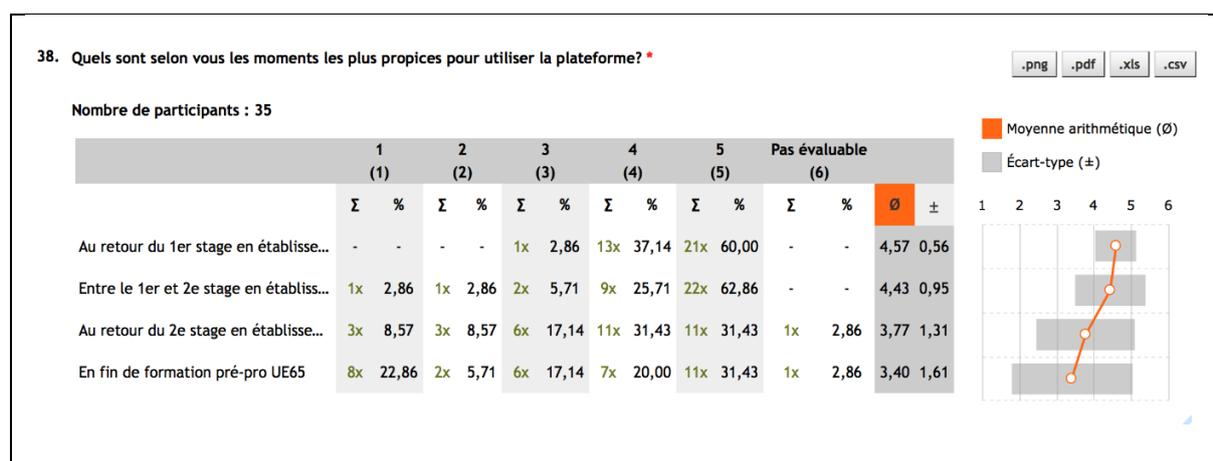 38. Quels sont selon vous les moments les plus propices pour utiliser la plateforme? *
.png .pdf .xls .csv
Nombre de participants : 35
Moyenne arithmétique (Ø)
Écart-type (±)
1 2 3 4 5 Pas évaluable
(1) (2) (3) (4) (5) (6)
Σ % Σ % Σ % Σ % Σ % Σ % Ø ±
1 2 3 4 5 6
Au retour du 1er stage en établisse... - - - - 1x 2,86 13x 37,14 21x 60,00 - - 4,57 0,56
Entre le 1er et 2e stage en établiss... 1x 2,86 1x 2,86 2x 5,71 9x 25,71 22x 62,86 - - 4,43 0,95
Au retour du 2e stage en établisse... 3x 8,57 3x 8,57 6x 17,14 11x 31,43 11x 31,43 1x 2,86 3,77 1,31
En fin de formation pré-pro UE65 8x 22,86 2x 5,71 6x 17,14 7x 20,00 11x 31,43 1x 2,86 3,40 1,61